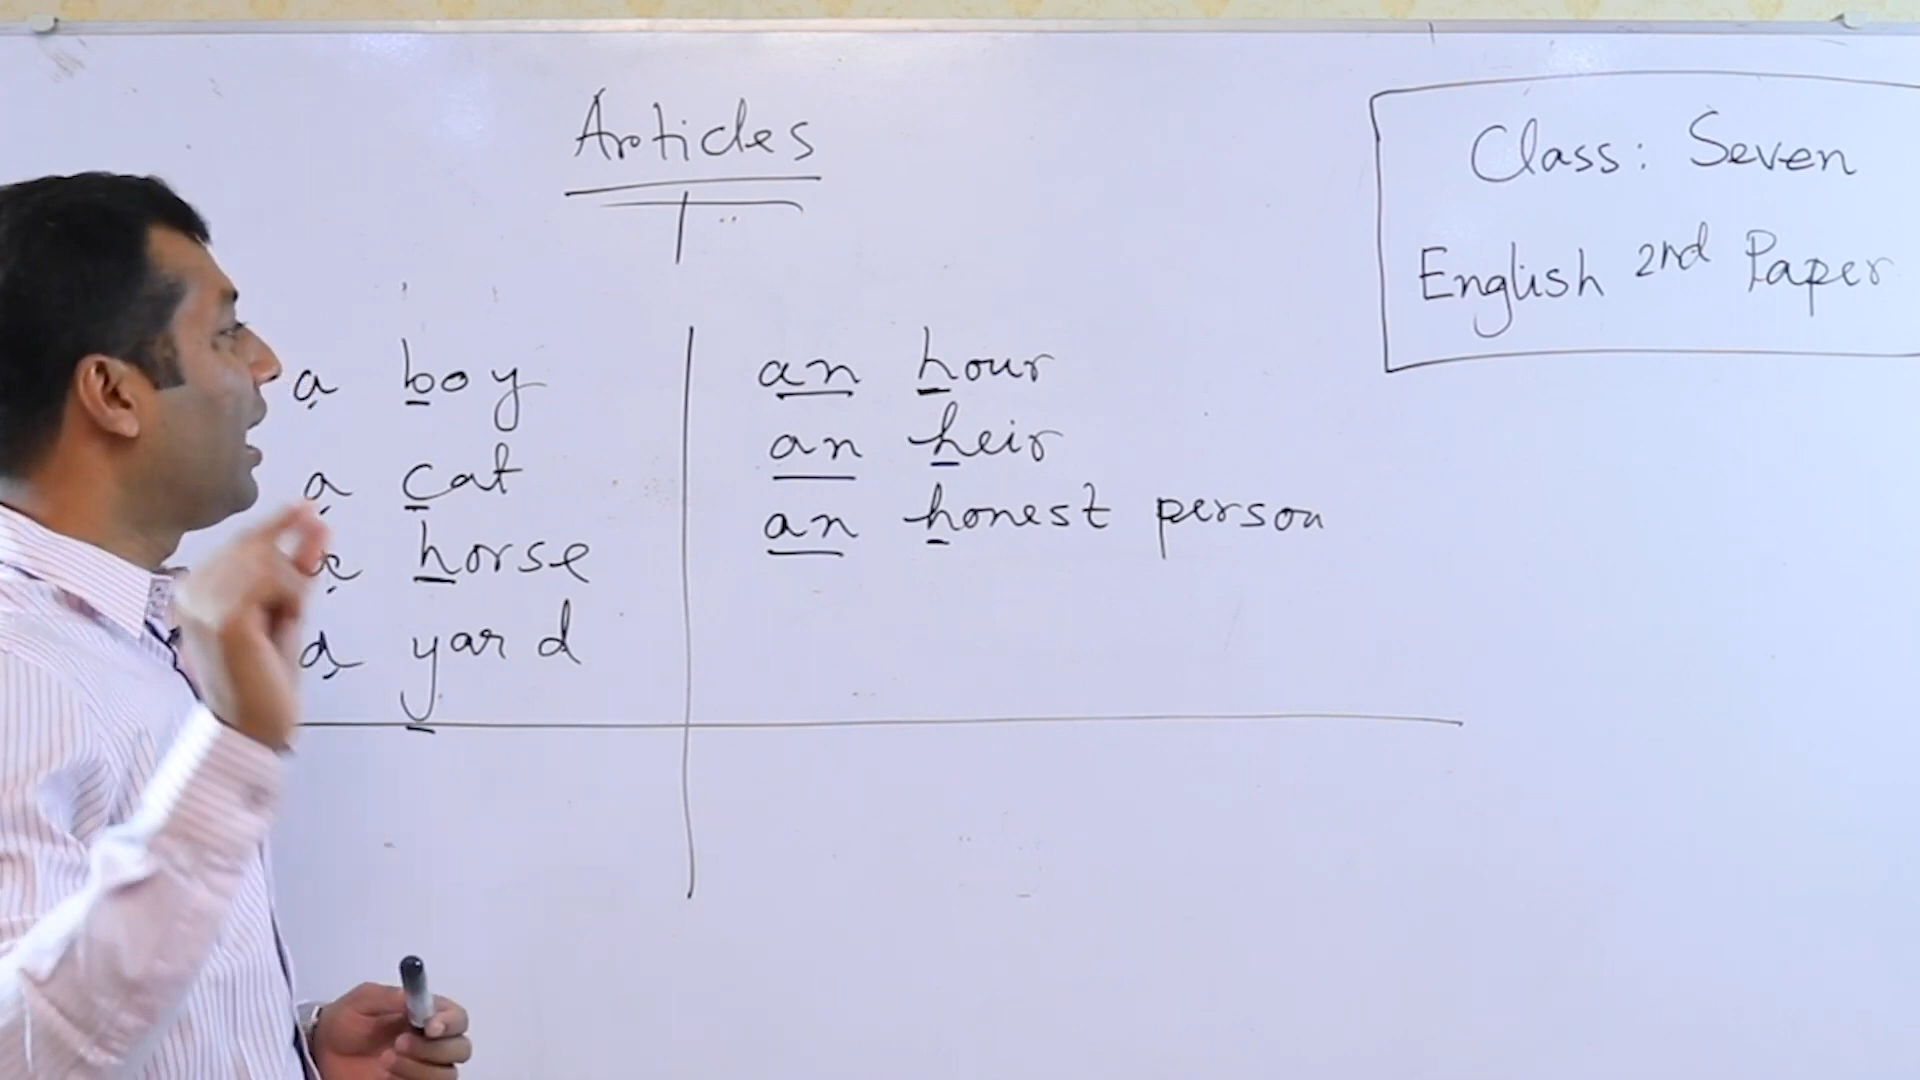 Articles
Class: Seven
English 2nd Paper
a boy
a cat
a horse
a yard
an hour
an heir
an honest person